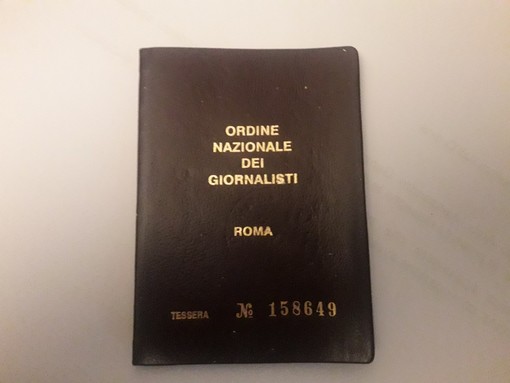 ORDINE
NAZIONALE
DEI
GIORNALISTI
ROMA
TESSERA № 158649